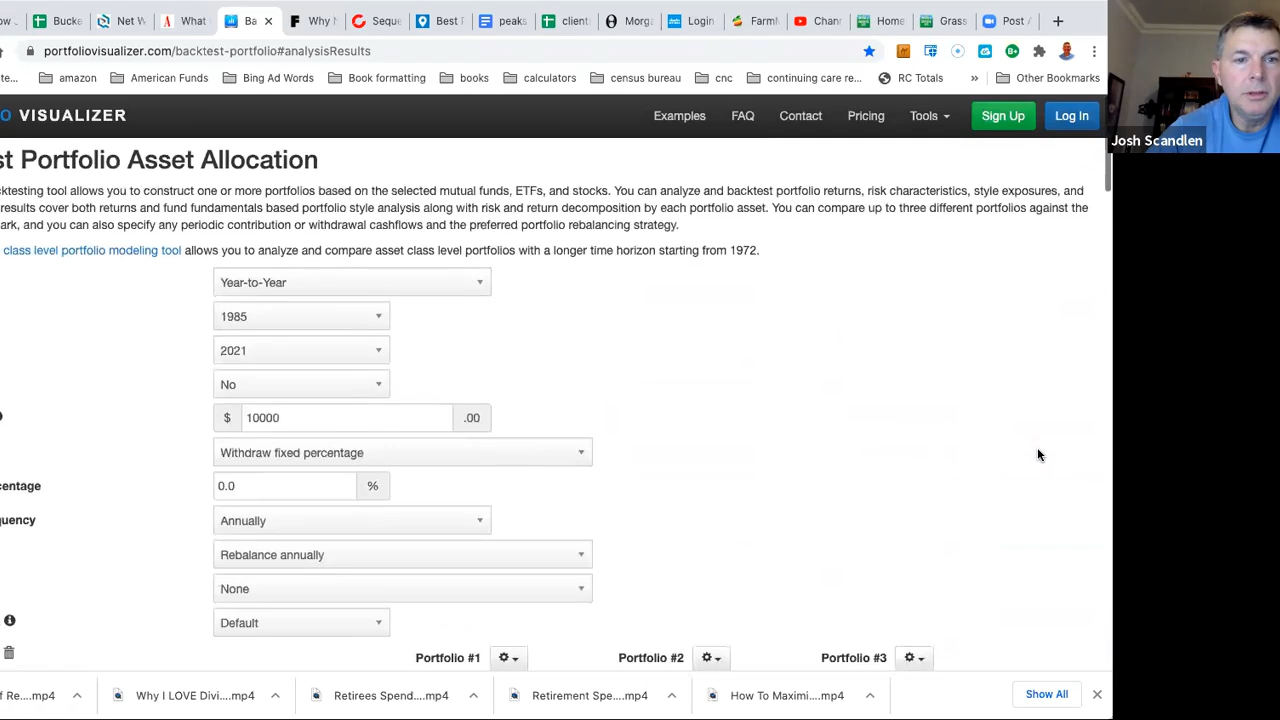 Bucke
Net W
What
Ba
Why N
Seque
Best F
peaks
client
Morga
Login
FarmM
Chan
Home
Grass
Post A
portfoliovisualizer.com/backtest-portfolio#analysisResults
te...
amazon
American Funds
Bing Ad Words
Book formatting
books
calculators
census bureau
cnc
continuing care re...
RC Totals
»
Other Bookmarks
O VISUALIZER
Examples
FAQ
Contact
Pricing
Tools
Sign Up
Log In
Josh Scandlen
st Portfolio Asset Allocation
cktesting tool allows you to construct one or more portfolios based on the selected mutual funds, ETFs, and stocks. You can analyze and backtest portfolio returns, risk characteristics, style exposures, and
results cover both returns and fund fundamentals based portfolio style analysis along with risk and return decomposition by each portfolio asset. You can compare up to three different portfolios against the
ark, and you can also specify any periodic contribution or withdrawal cashflows and the preferred portfolio rebalancing strategy.
class level portfolio modeling tool allows you to analyze and compare asset class level portfolios with a longer time horizon starting from 1972.
Year-to-Year
1985
2021
No
$ 10000 .00
Withdraw fixed percentage
centage 0.0 %
quency Annually
Rebalance annually
None
Default
Portfolio #1 Portfolio #2 Portfolio #3
f Re....mp4
Why I LOVE Divi....mp4
Retirees Spend....mp4
Retirement Spe....mp4
How To Maximi....mp4
Show All